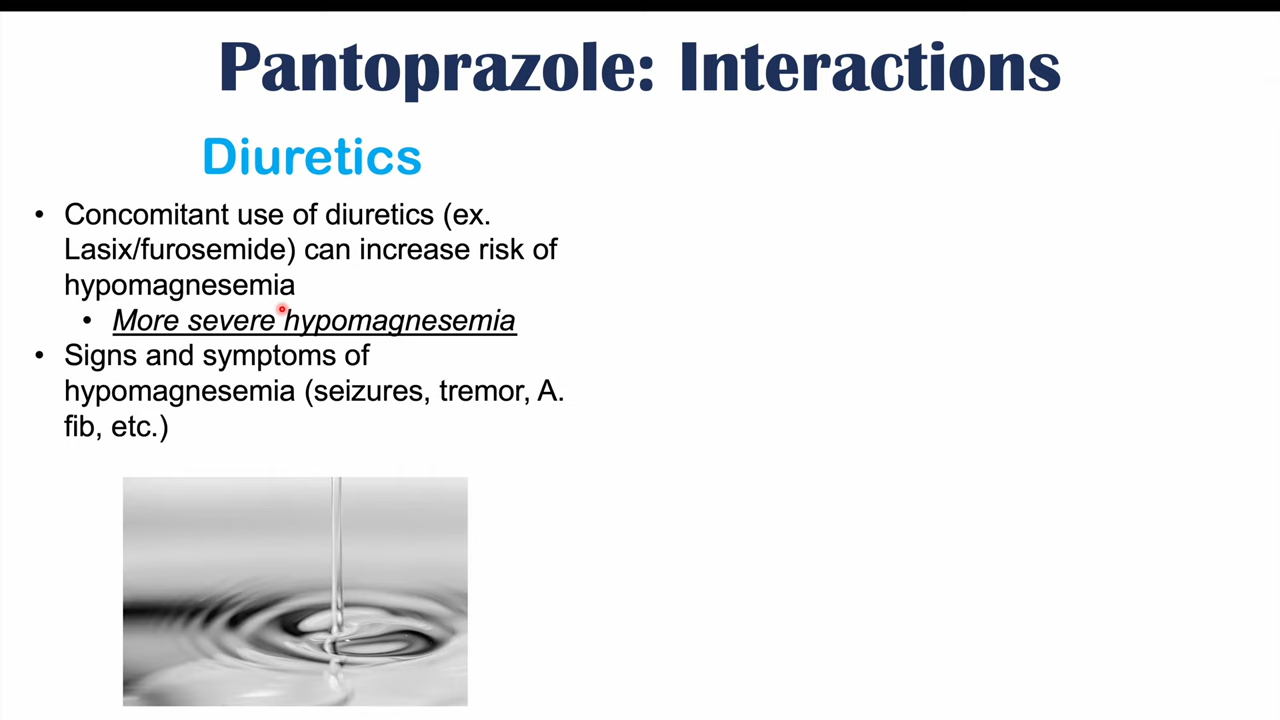 Pantoprazole: Interactions
Diuretics
• Concomitant use of diuretics (ex.
Lasix/furosemide) can increase risk of
hypomagnesemia
• More severe hypomagnesemia
• Signs and symptoms of
hypomagnesemia (seizures, tremor, A.
fib, etc.)